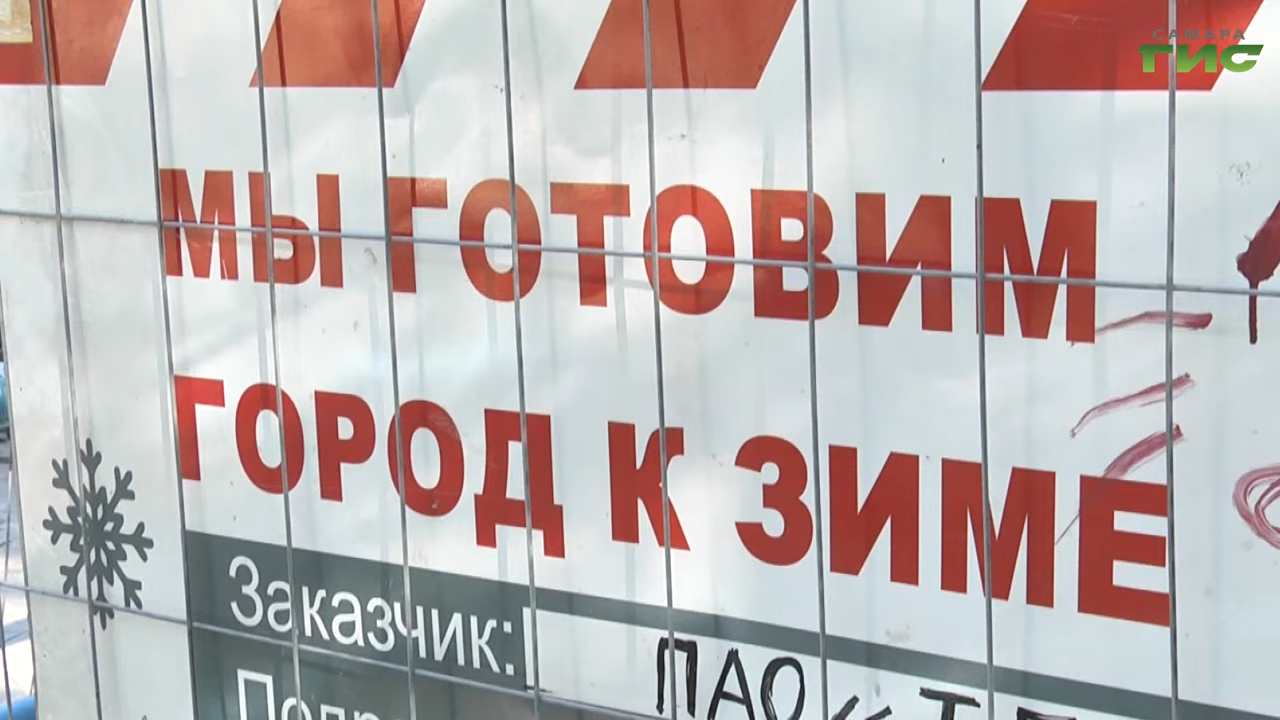 САМАРА
ГИС
МЫ ГОТОВИМ
ГОРОД К ЗИМЕ
Заказчик:
ПАО